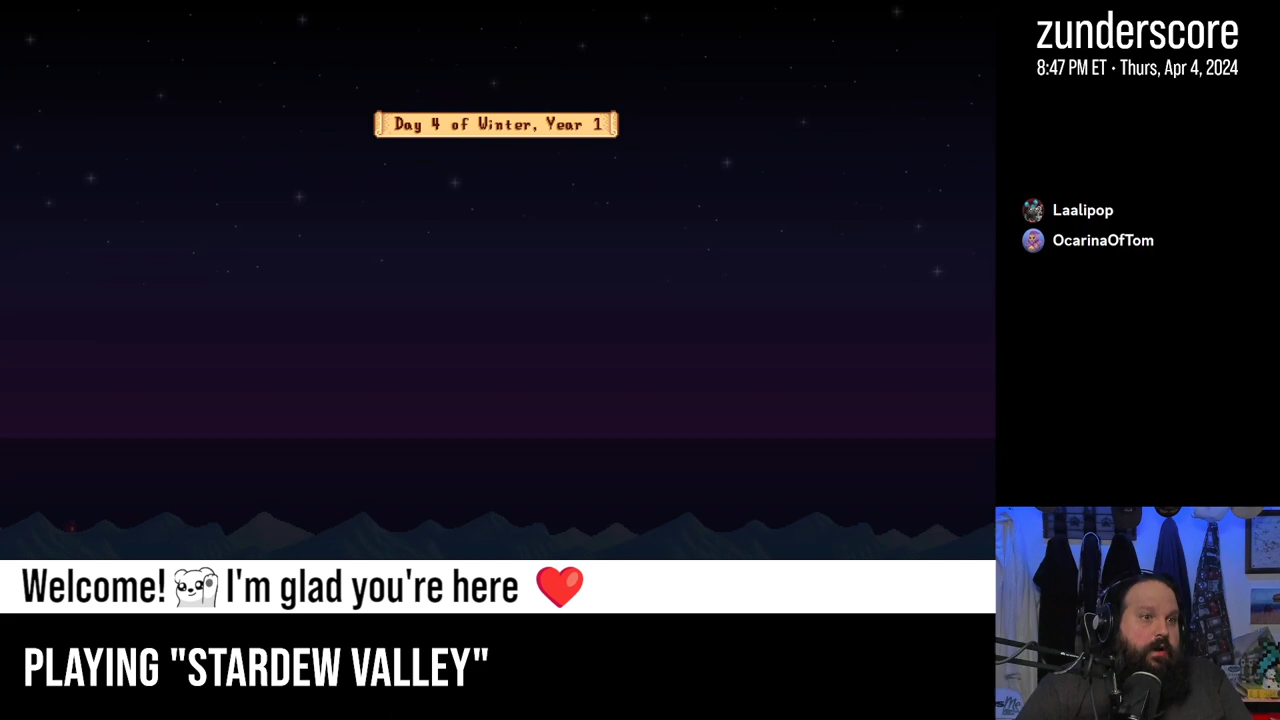 zunderscore
8:47 PM ET • Thurs, Apr 4, 2024
Day 4 of Winter, Year 1
Laalipop
OcarinaOfTom
Welcome! I'm glad you're here
PLAYING "STARDEW VALLEY"